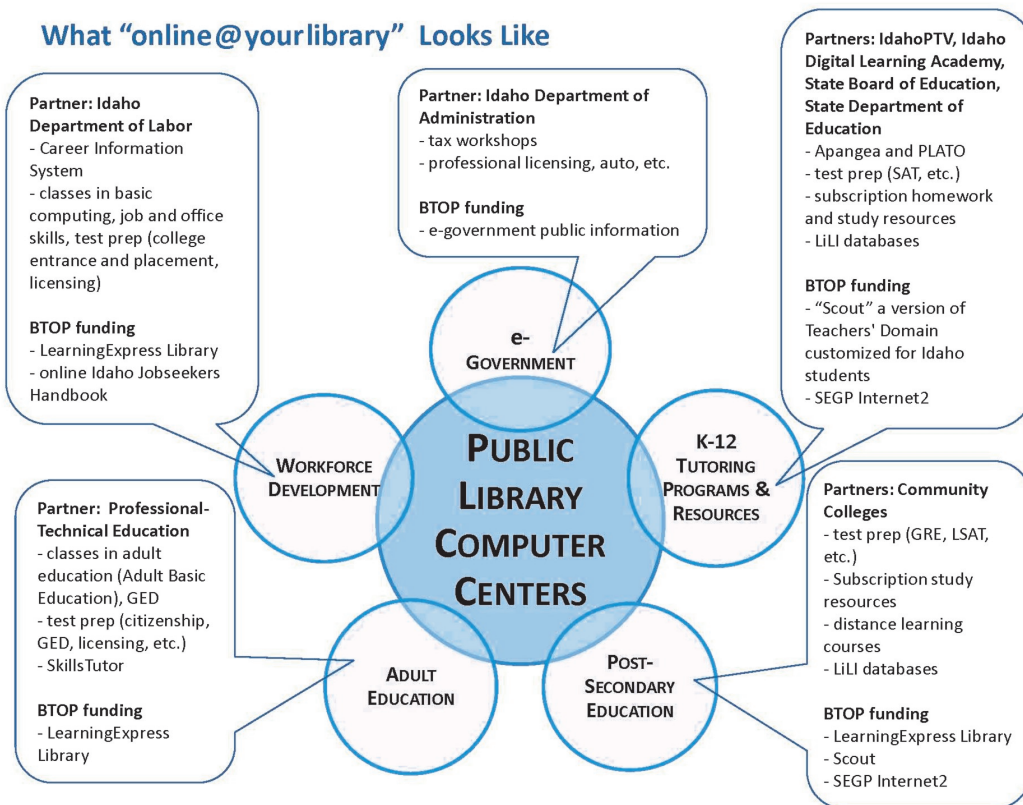 What “online@yourlibrary” Looks Like
Partner: Idaho
Department of Labor
- Career Information
System
- classes in basic
computing, job and office
skills, test prep (college
entrance and placement,
licensing)
BTOP funding
- LearningExpress Library
- online Idaho Jobseekers
Handbook
Partner: Idaho Department of
Administration
- tax workshops
- professional licensing, auto, etc.
BTOP funding
- e-government public information
Partners: IdahoPTV, Idaho
Digital Learning Academy,
State Board of Education,
State Department of
Education
- Apangea and PLATO
- test prep (SAT, etc.)
- subscription homework
and study resources
- LiLI databases
BTOP funding
- “Scout” a version of
Teachers' Domain
customized for Idaho
students
- SEGP Internet2
e-
GOVERNMENT
WORKFORCE
DEVELOPMENT
PUBLIC
LIBRARY
COMPUTER
CENTERS
K-12
TUTORING
PROGRAMS &
RESOURCES
Partner: Professional-
Technical Education
- classes in adult
education (Adult Basic
Education), GED
- test prep (citizenship,
GED, licensing, etc.)
- SkillsTutor
BTOP funding
- LearningExpress
Library
ADULT
EDUCATION
POST-
SECONDARY
EDUCATION
Partners: Community
Colleges
- test prep (GRE, LSAT,
etc.)
- Subscription study
resources
- distance learning
courses
- LiLI databases
BTOP funding
- LearningExpress Library
- Scout
- SEGP Internet2